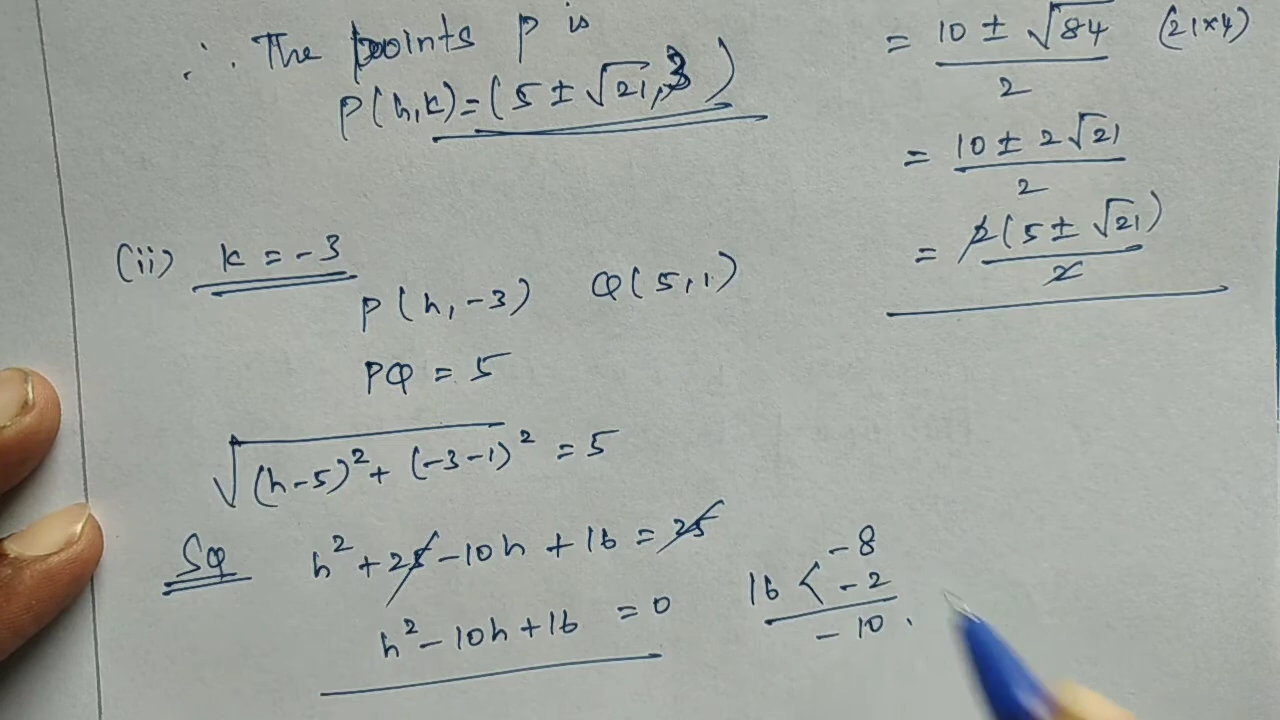 ∴ The points P is
P(h,k) = (5 ± √21, 3)
= (10 ± √84)/2 (21×4)
= (10 ± 2√21)/2
= 2(5 ± √21)/2
(ii) k = -3
P(h, -3) Q(5, 1)
PQ = 5
√((h-5)² + (-3-1)²) = 5
SQ h² + 25 - 10h + 16 = 25
h² - 10h + 16 = 0
16 < -8
-2
-10.